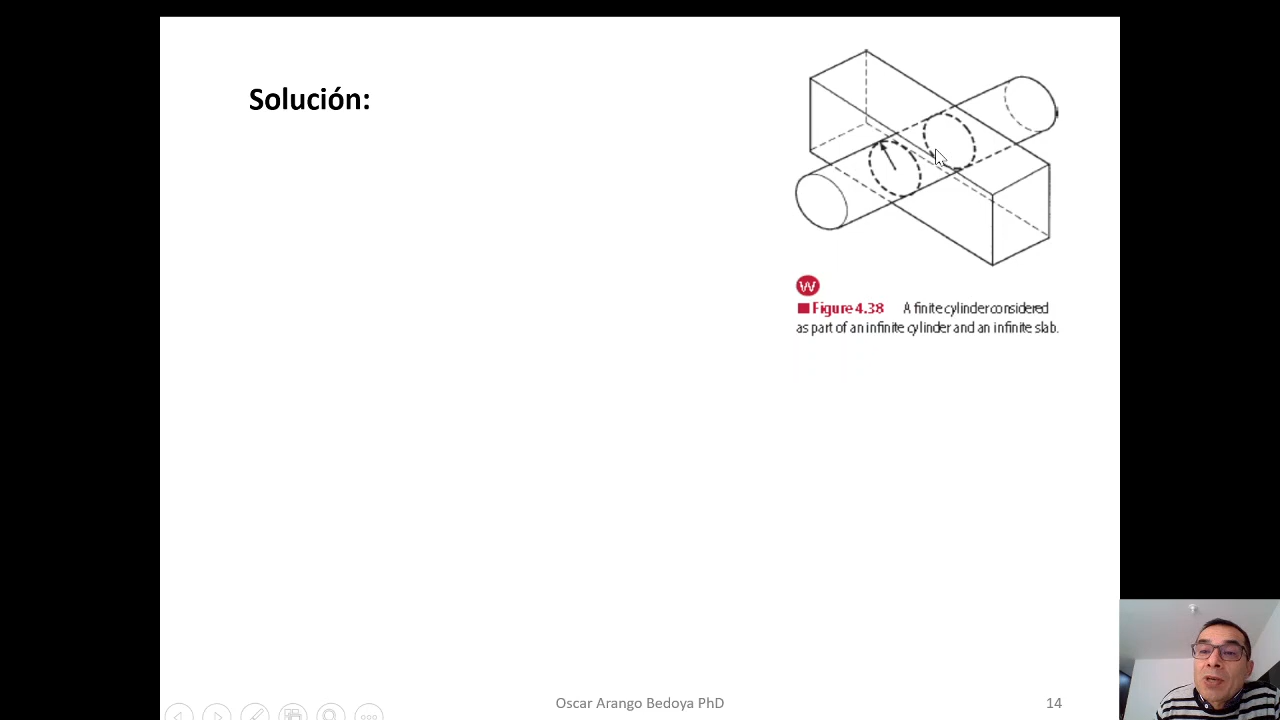 Solución:
W
Figure 4.38 A finite cylinder considered
as part of an infinite cylinder and an infinite slab.
Oscar Arango Bedoya PhD
14